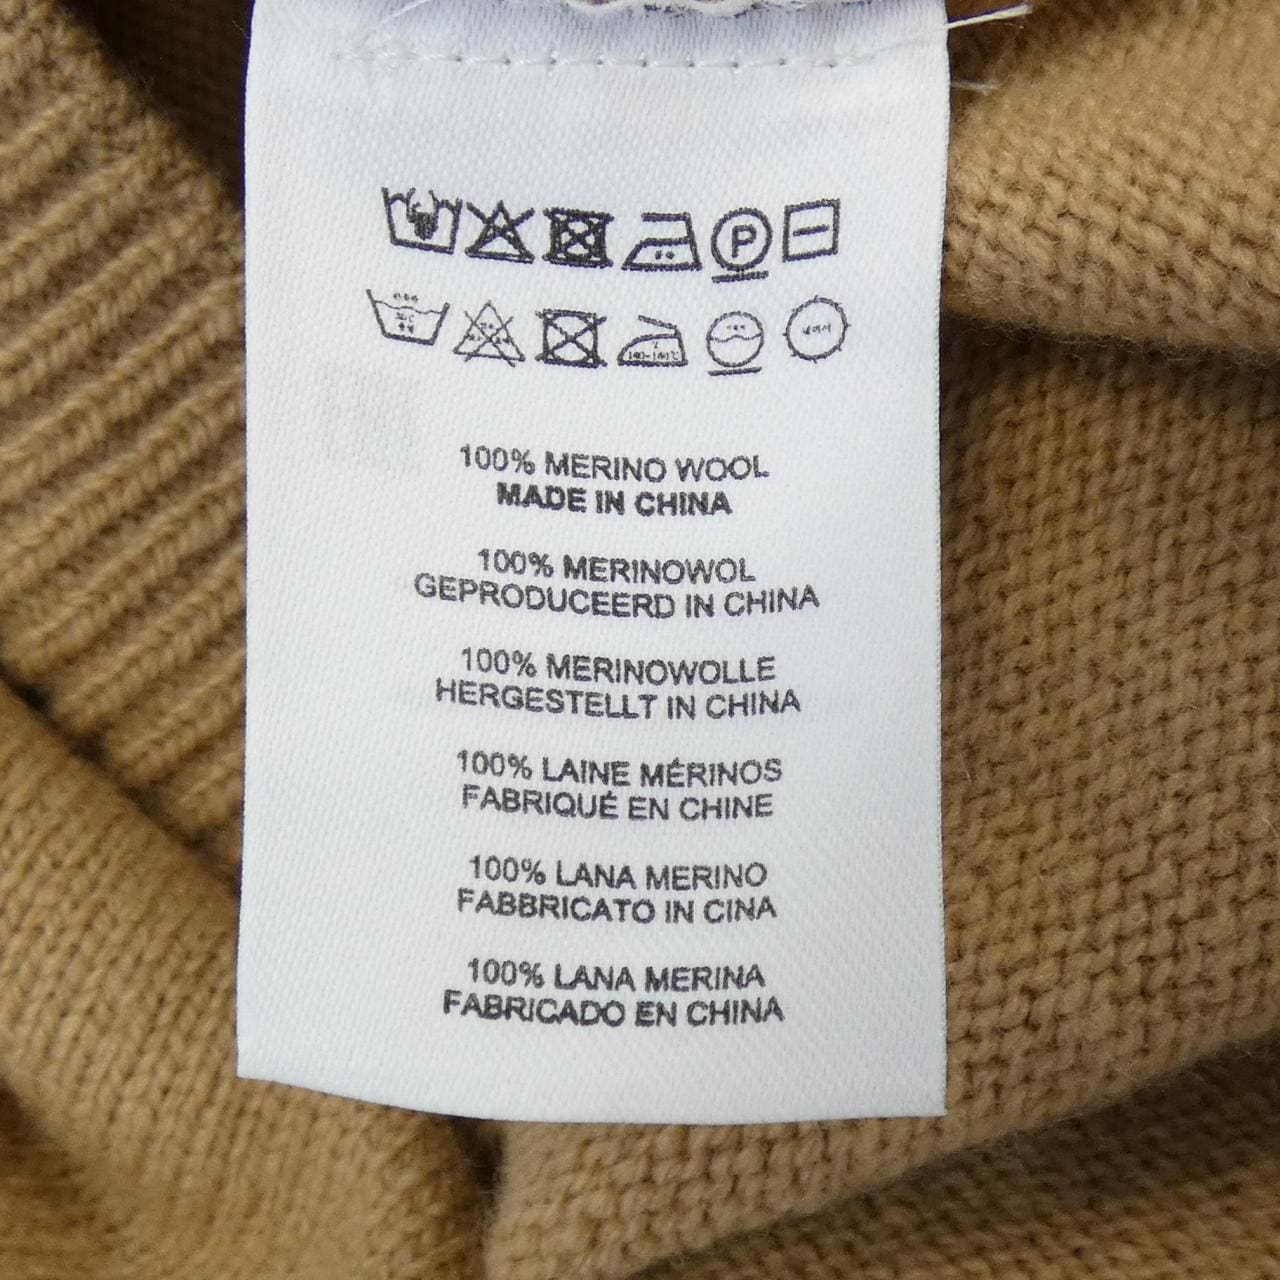 P
100% MERINO WOOL
MADE IN CHINA
100% MERINOWOL
GEPRODUCEERD IN CHINA
100% MERINOWOLLE
HERGESTELLT IN CHINA
100% LAINE MÉRINOS
FABRIQUÉ EN CHINE
100% LANA MERINO
FABBRICATO IN CINA
100% LANA MERINA
FABRICADO EN CHINA